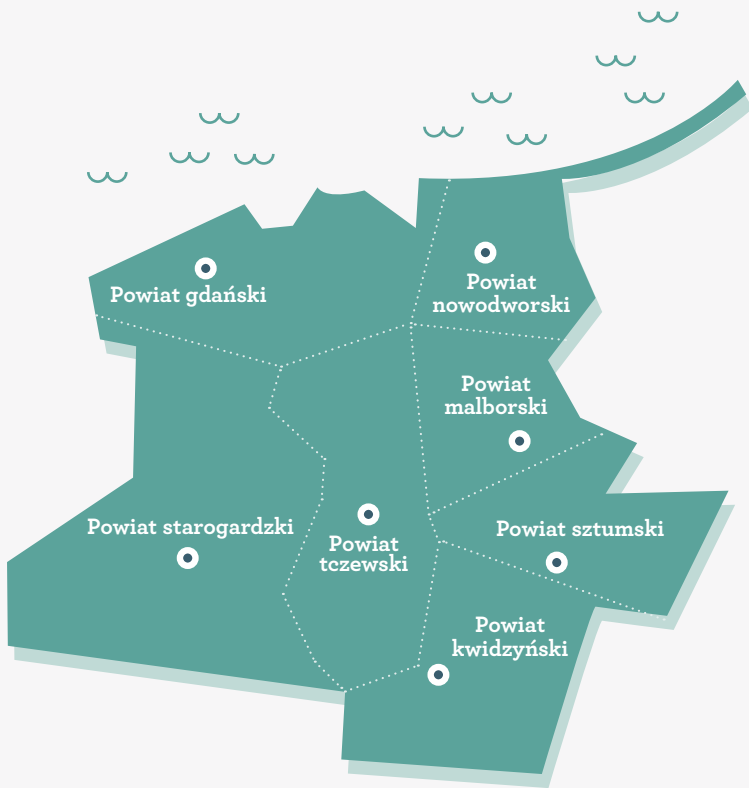 Powiat gdański
Powiat
nowodworski
Powiat
malborski
Powiat starogardzki
Powiat
tczewski
Powiat sztumski
Powiat
kwidzyński